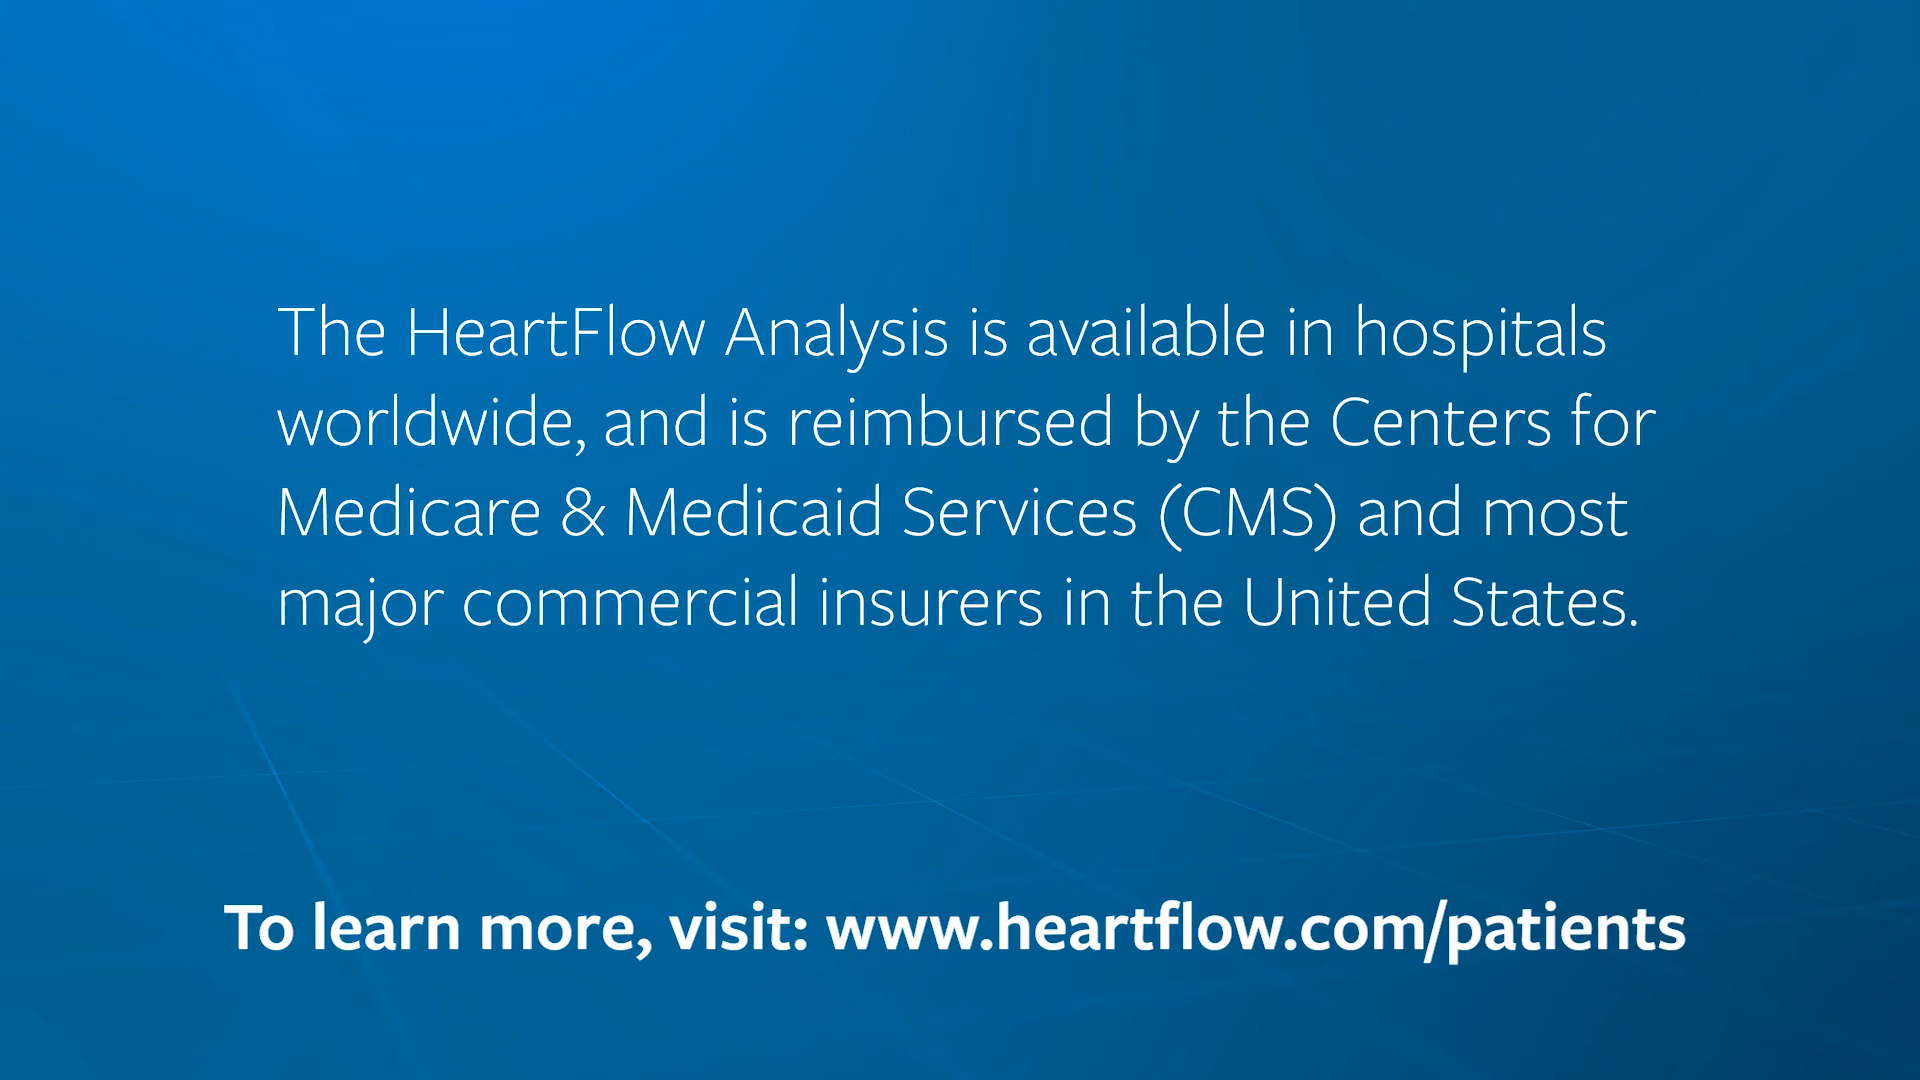 The HeartFlow Analysis is available in hospitals
worldwide, and is reimbursed by the Centers for
Medicare & Medicaid Services (CMS) and most
major commercial insurers in the United States.
To learn more, visit: www.heartflow.com/patients